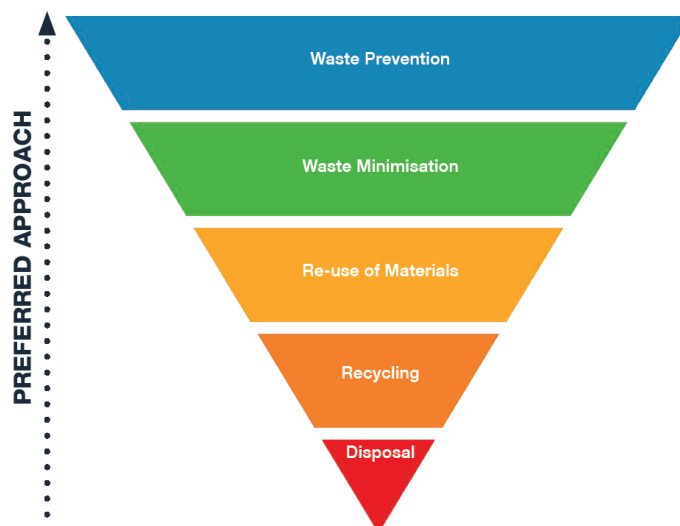 PREFERRED APPROACH
Waste Prevention
Waste Minimisation
Re-use of Materials
Recycling
Disposal